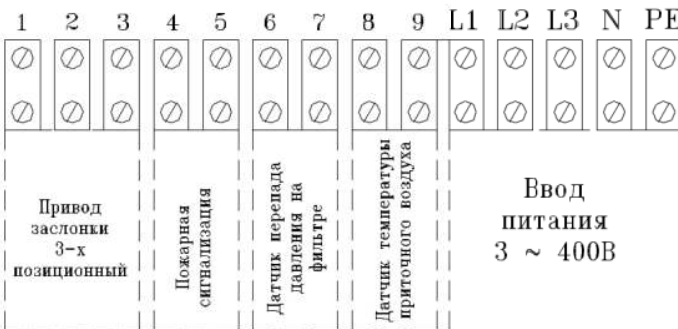 1 2 3 4 5 6 7 8 9 L1 L2 L3 N PE
Привод
заслонки
3-х
позиционный
Пожарная
сигнализация
Датчик перепада
давления на
фильтре
Датчик температуры
приточного воздуха
Ввод
питания
3 ~ 400В